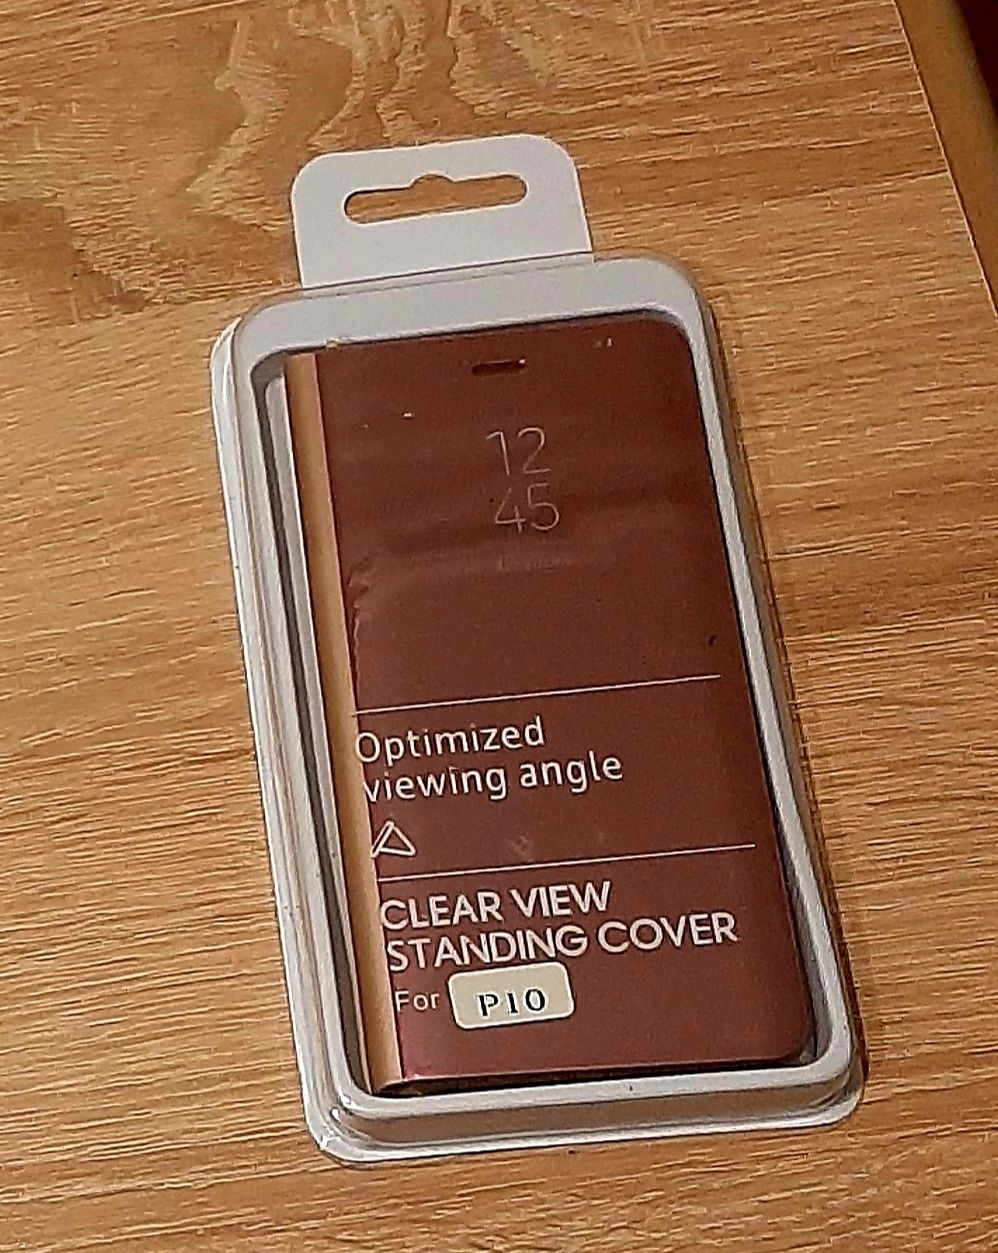 12
45
Optimized
viewing angle
CLEAR VIEW
STANDING COVER
For P10